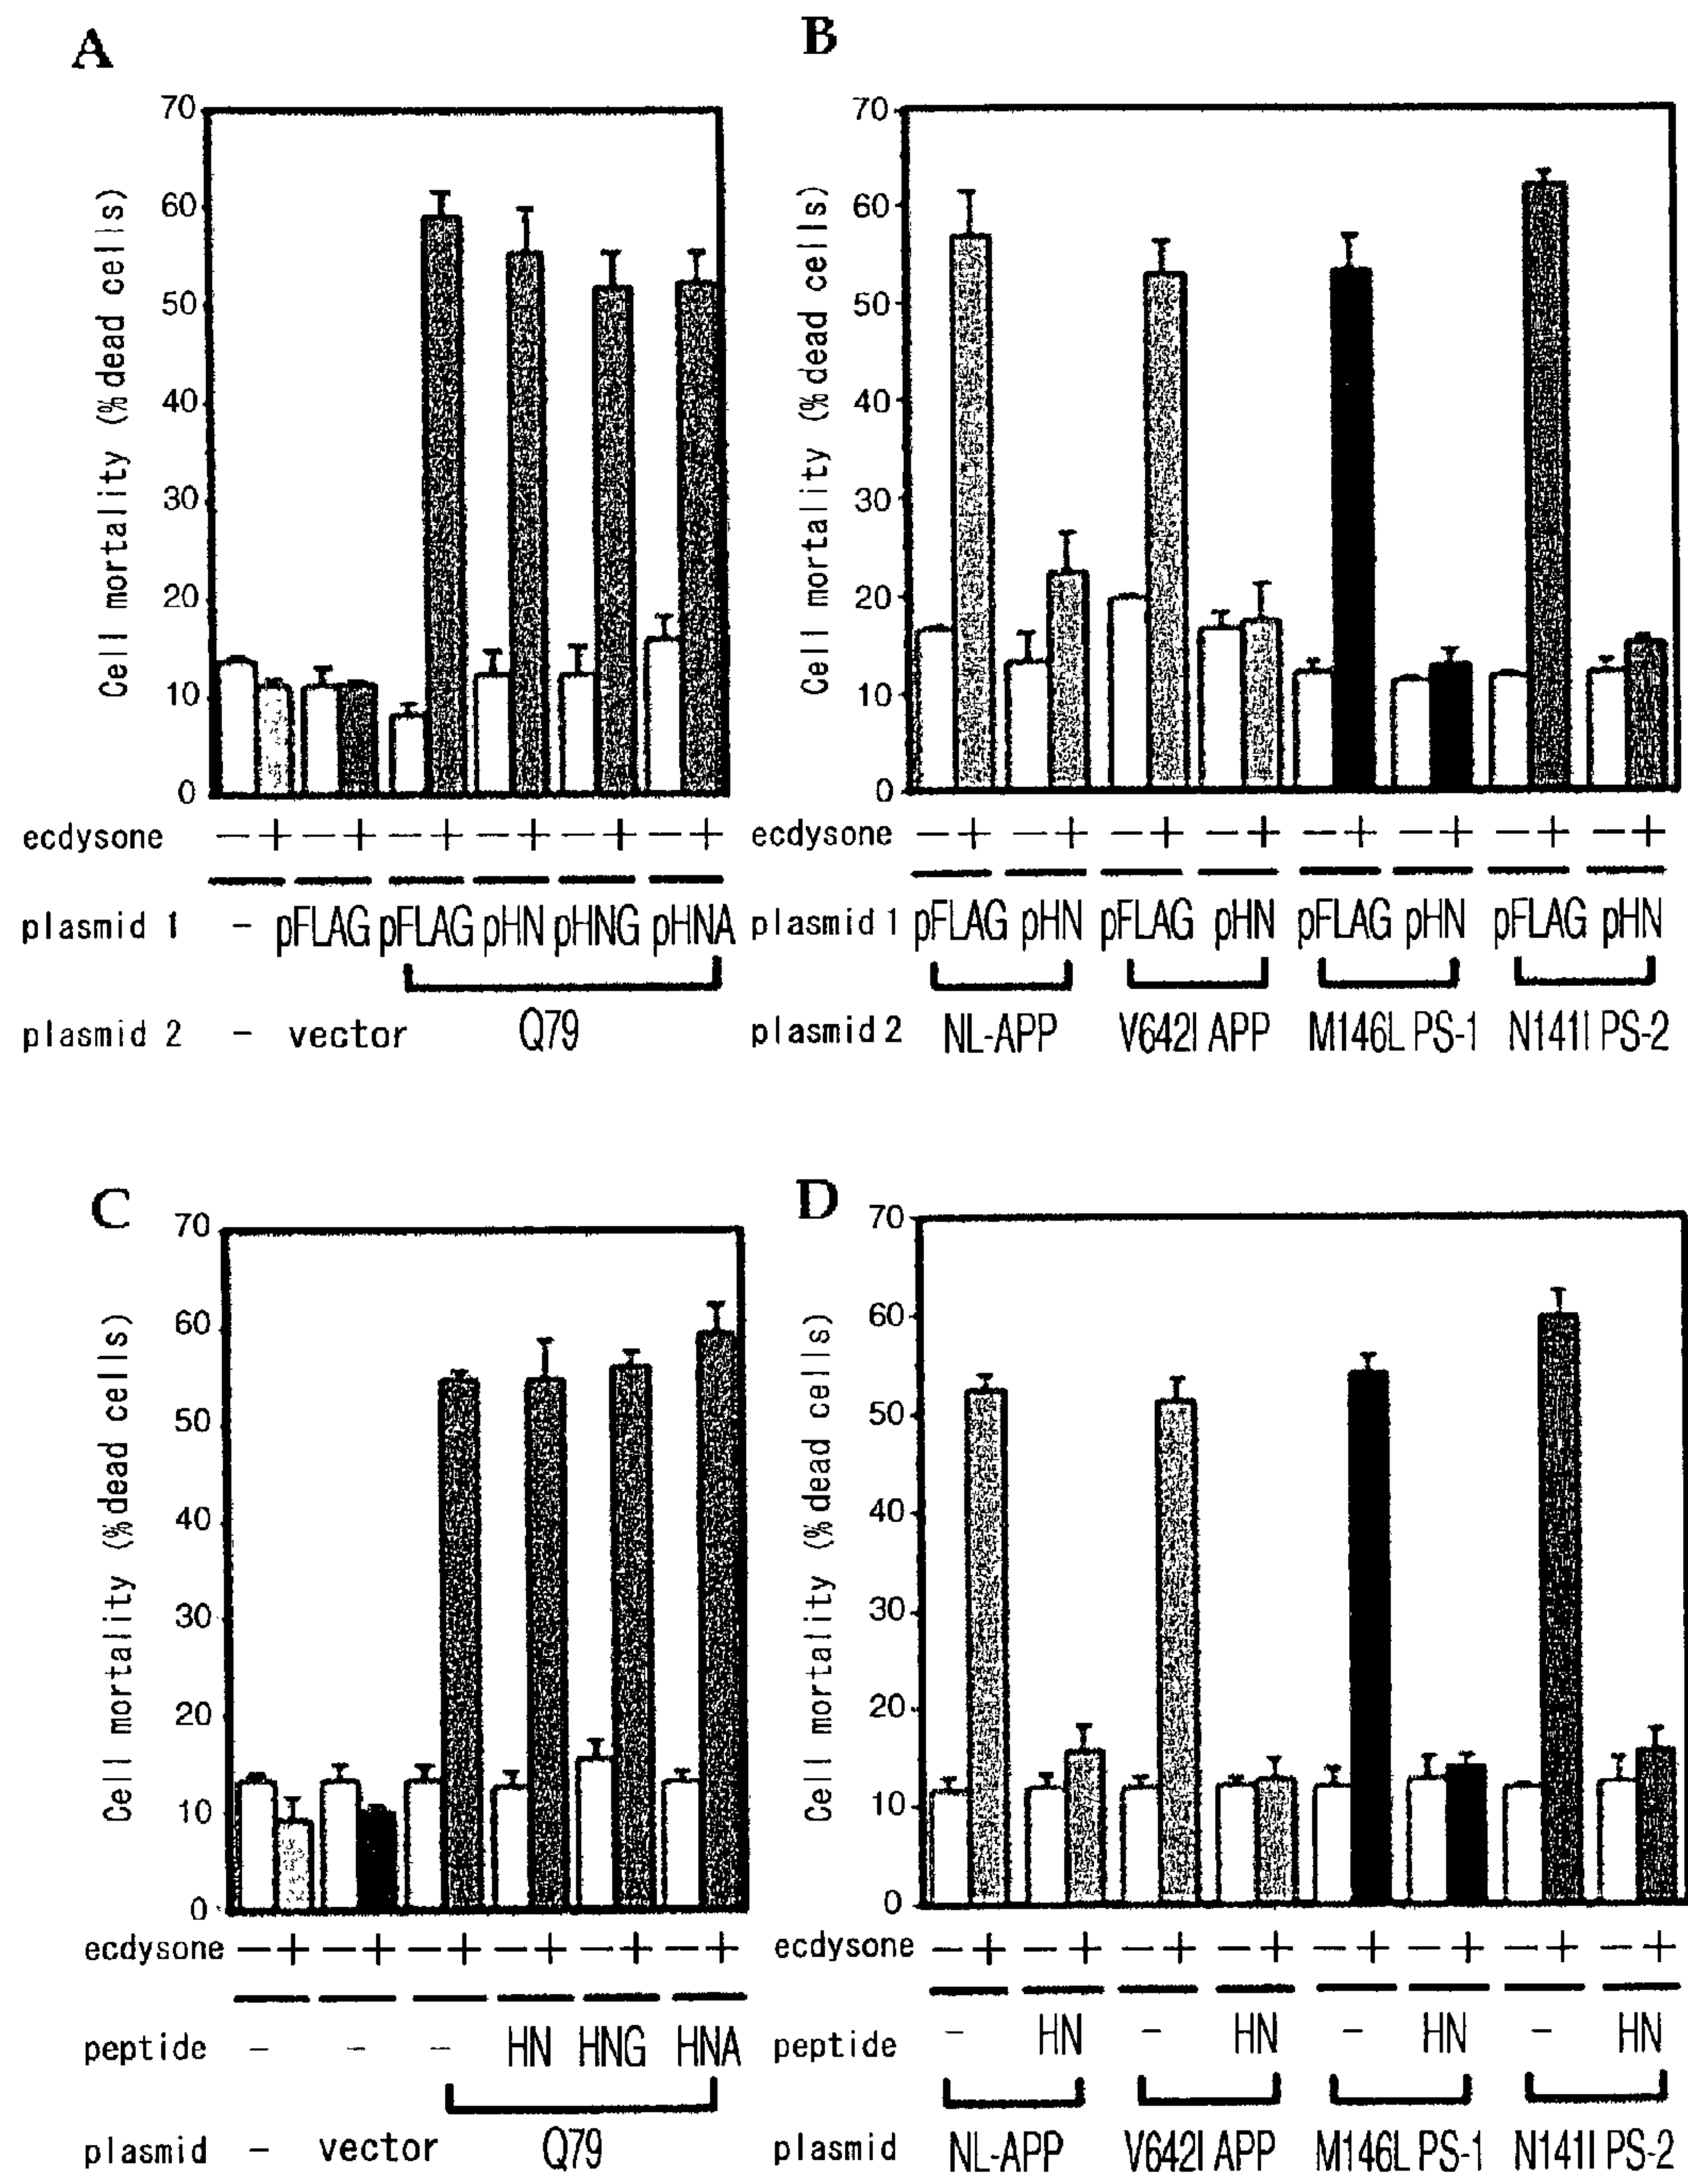 A
Cell mortality (% dead cells)
70
60
50
40
30
20
10
0
ecdysone − + − + − + − + − + − +
plasmid 1 - pFLAG pFLAG pHN pHNG pHNA
plasmid 2 - vector Q79
B
Cell mortality (% dead cells)
70
60
50
40
30
20
10
0
ecdysone − + − + − + − + − + − + − + − +
plasmid 1 pFLAG pHN pFLAG pHN pFLAG pHN pFLAG pHN
plasmid 2 NL-APP V642I APP M146L PS-1 N141I PS-2
C
Cell mortality (% dead cells)
70
60
50
40
30
20
10
0
ecdysone − + − + − + − + − + − +
peptide - - - HN HNG HNA
plasmid - vector Q79
D
Cell mortality (% dead cells)
70
60
50
40
30
20
10
0
ecdysone − + − + − + − + − + − + − + − +
peptide - HN - HN - HN - HN
plasmid NL-APP V642I APP M146L PS-1 N141I PS-2